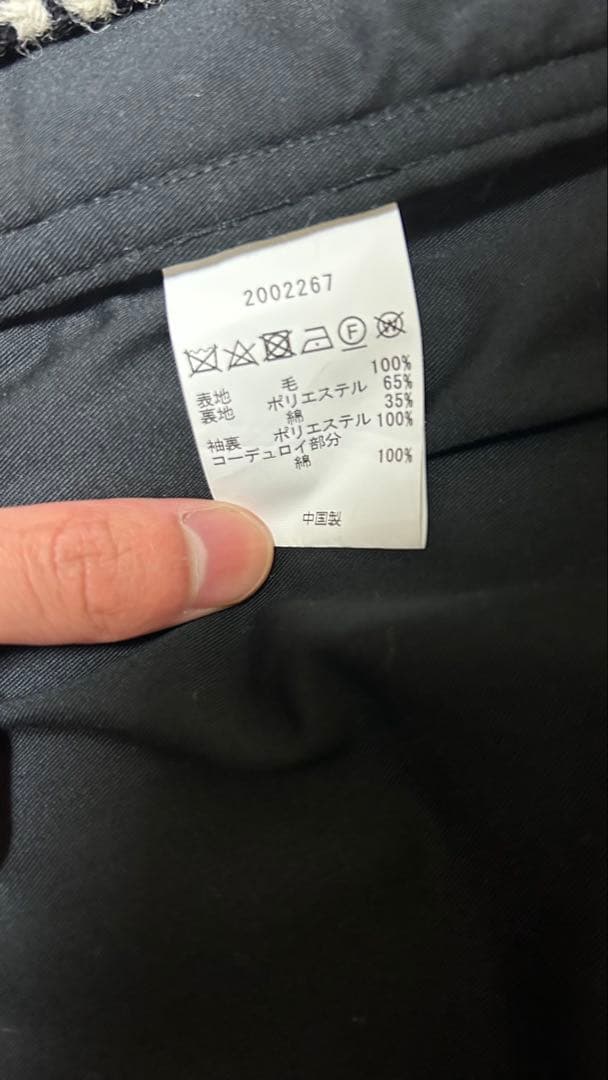 2002267
F W
表地 毛 100%
裏地 ポリエステル 65%
綿 35%
袖裏 ポリエステル 100%
コーデュロイ部分
綿 100%
中国製